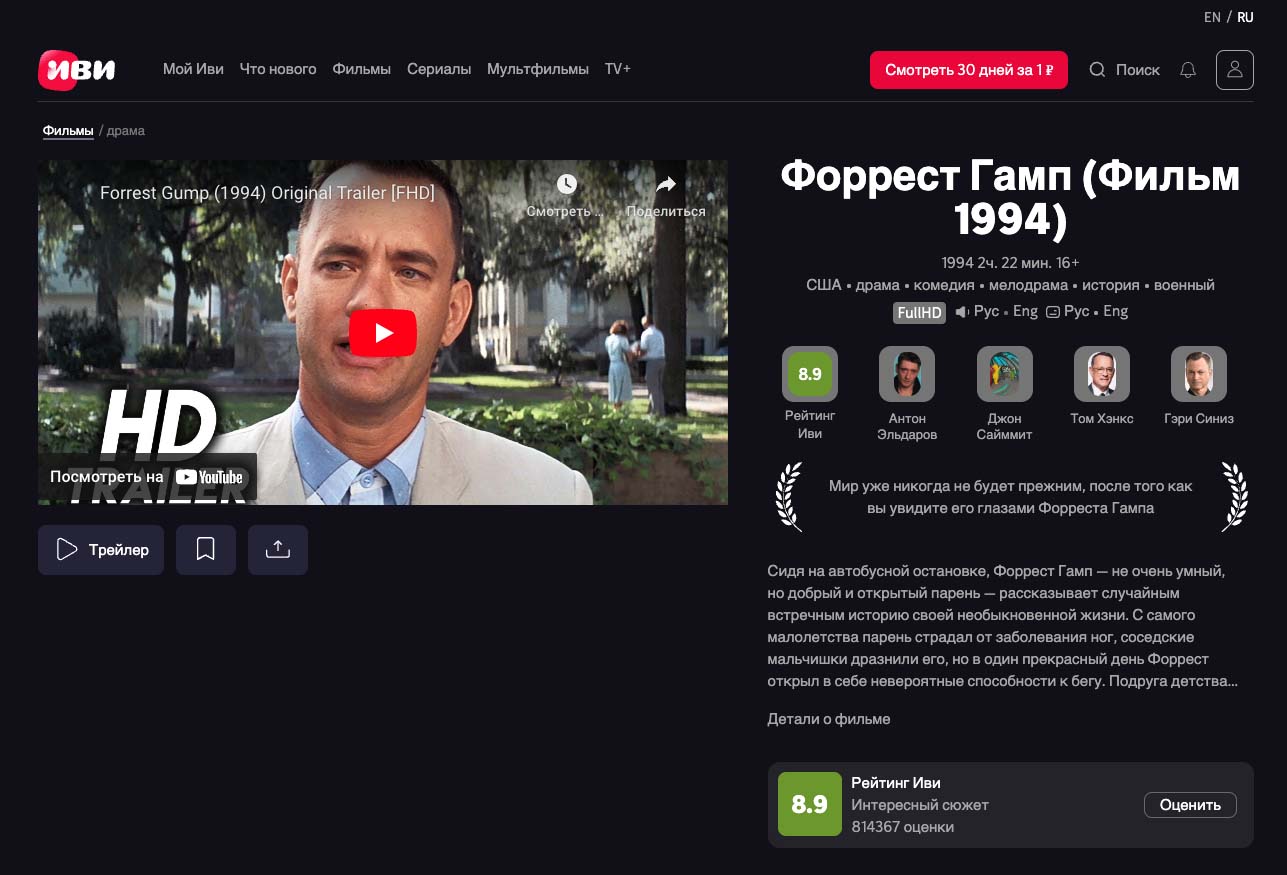 EN / RU
иви
Мой Иви Что нового Фильмы Сериалы Мультфильмы TV+
Смотреть 30 дней за 1 ₽
Поиск
Фильмы / драма
Forrest Gump (1994) Original Trailer [FHD]
Смотреть ...
Поделиться
HD
TRAILER
Посмотреть на YouTube
Трейлер
Форрест Гамп (Фильм
1994)
1994 2ч. 22 мин. 16+
США • драма • комедия • мелодрама • история • военный
FullHD Рус • Eng Рус • Eng
8.9
Рейтинг
Иви
Антон
Эльдаров
Джон
Сайммит
Том Хэнкс
Гэри Синиз
Мир уже никогда не будет прежним, после того как
вы увидите его глазами Форреста Гампа
Сидя на автобусной остановке, Форрест Гамп — не очень умный,
но добрый и открытый парень — рассказывает случайным
встречным историю своей необыкновенной жизни. С самого
малолетства парень страдал от заболевания ног, соседские
мальчишки дразнили его, но в один прекрасный день Форрест
открыл в себе невероятные способности к бегу. Подруга детства...
Детали о фильме
8.9
Рейтинг Иви
Интересный сюжет
814367 оценки
Оценить